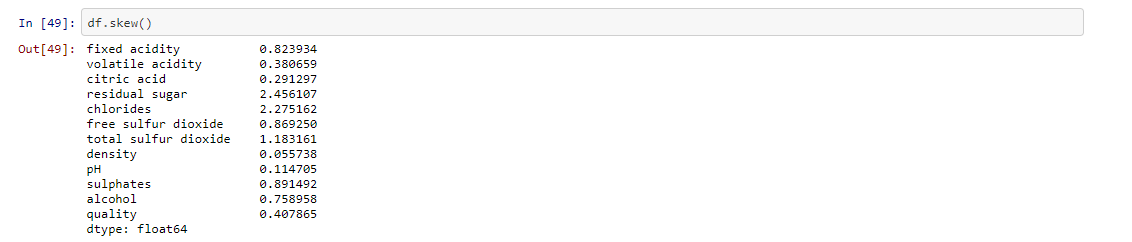 In [49]: df.skew()
Out[49]: fixed acidity 0.823934
volatile acidity 0.380659
citric acid 0.291297
residual sugar 2.456107
chlorides 2.275162
free sulfur dioxide 0.869250
total sulfur dioxide 1.183161
density 0.055738
pH 0.114705
sulphates 0.891492
alcohol 0.758958
quality 0.407865
dtype: float64